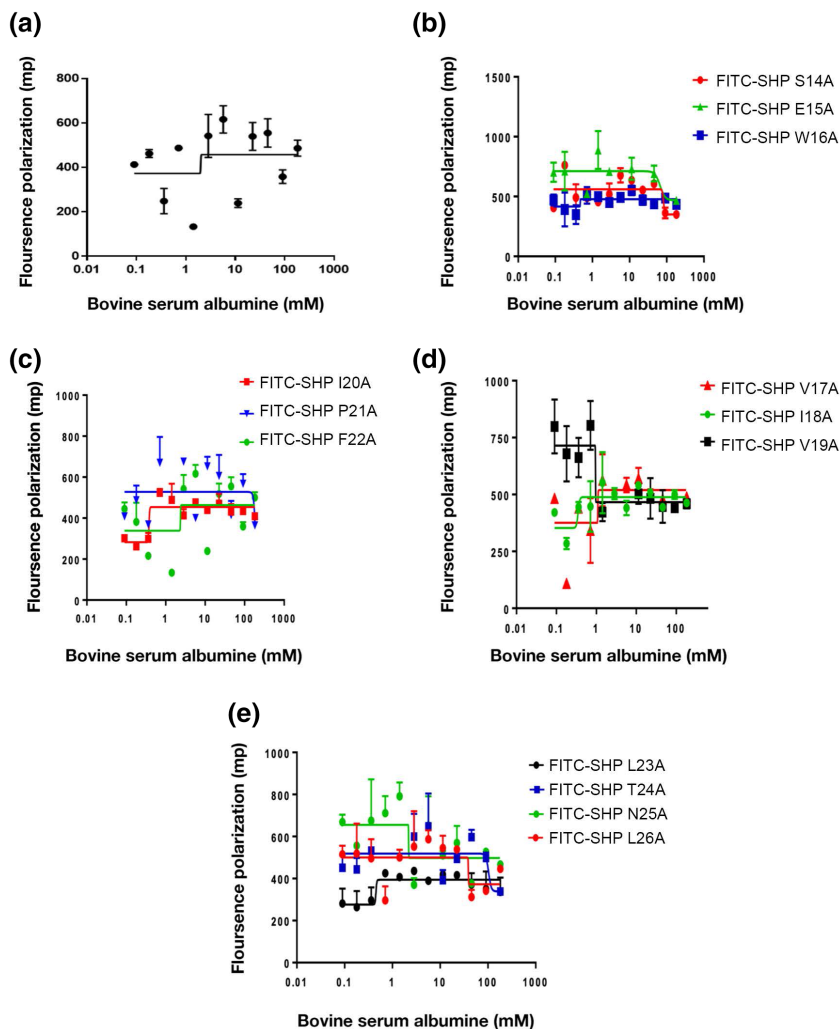 (a)
Floursence polarization (mp)
800
600
400
200
0
0.01 0.1 1 10 100 1000
Bovine serum albumine (mM)
(b)
Floursence polarization (mp)
1500
1000
500
0
0.01 0.1 1 10 100 1000
Bovine serum albumine (mM)
FITC-SHP S14A
FITC-SHP E15A
FITC-SHP W16A
(c)
Floursence polarization (mp)
1000
800
600
400
200
0
0.01 0.1 1 10 100 1000
Bovine serum albumine (mM)
FITC-SHP I20A
FITC-SHP P21A
FITC-SHP F22A
(d)
Floursence polarization (mp)
1000
750
500
250
0
0.01 0.1 1 10 100
Bovine serum albumine (mM)
FITC-SHP V17A
FITC-SHP I18A
FITC-SHP V19A
(e)
Floursence polarization (mp)
1000
800
600
400
200
0
0.01 0.1 1 10 100 1000
Bovine serum albumine (mM)
FITC-SHP L23A
FITC-SHP T24A
FITC-SHP N25A
FITC-SHP L26A